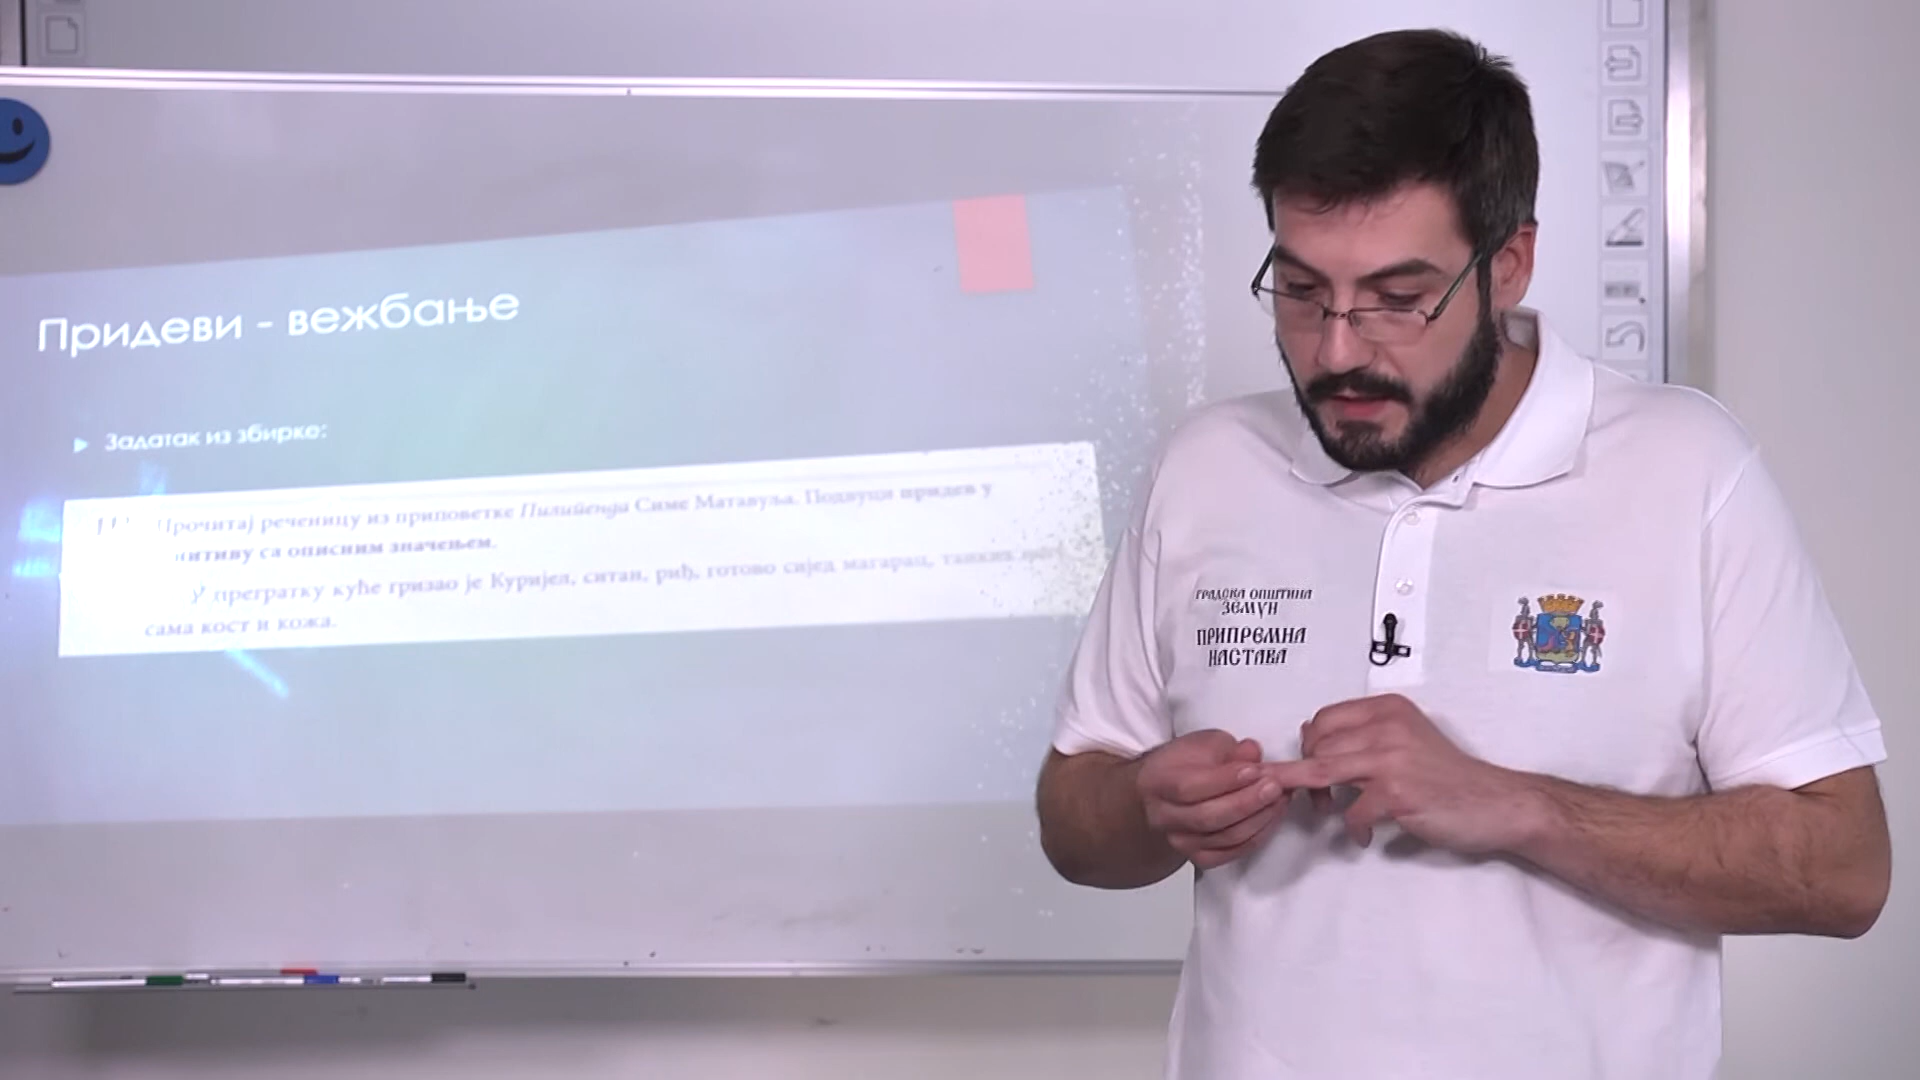 Придеви - вежбање
Задатак из збирке:
Прочитај реченицу из приповетке Пилипенда Симе Матавуља. Подвуци придев у
са описним значењем.
У прегратку куће гризао је Куријел, ситан, риђ, готово сијед магарац, танких
сама кост и кожа.
ГРАДСКА ОПШТИНА
ЗЕМУН
ПРИПРЕМНА
НАСТАВА